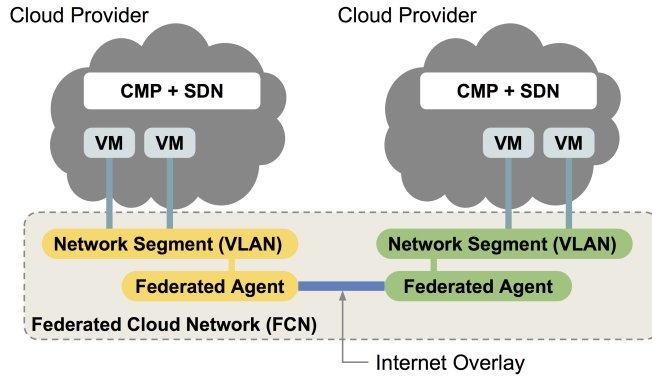 Cloud Provider
Cloud Provider
CMP + SDN
CMP + SDN
VM
VM
VM
VM
Network Segment (VLAN)
Network Segment (VLAN)
Federated Agent
Federated Agent
Federated Cloud Network (FCN)
Internet Overlay